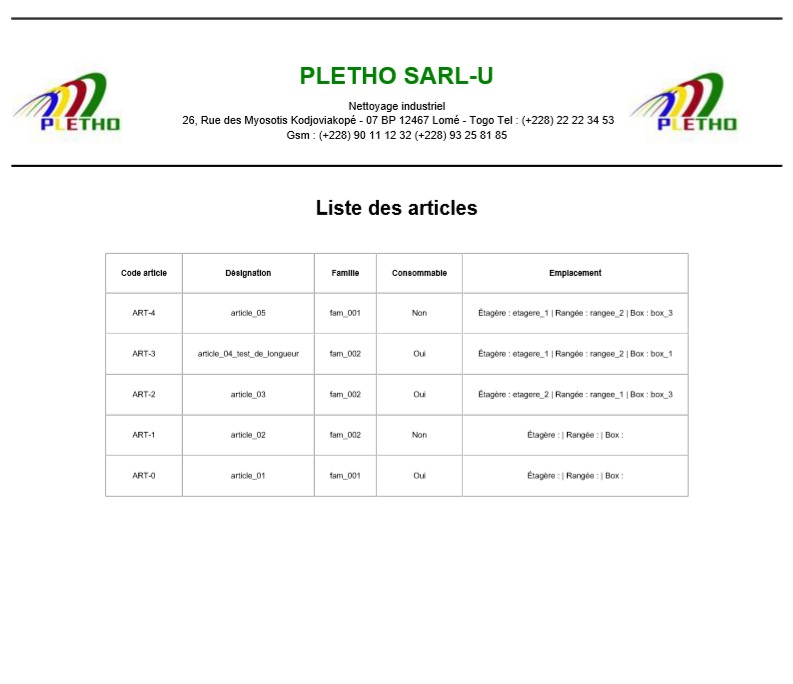 PLETHO SARL-U
PLETHO
PLETHO
Nettoyage industriel
26, Rue des Myosotis Kodjoviakopé - 07 BP 12467 Lomé - Togo Tel : (+228) 22 22 34 53
Gsm : (+228) 90 11 12 32 (+228) 93 25 81 85
Liste des articles
Code article Désignation Famille Consommable Emplacement
ART-4 article_05 fam_001 Non Étagère : etagere_1 | Rangée : rangee_2 | Box : box_3
ART-3 article_04_test_de_longueur fam_002 Oui Étagère : etagere_1 | Rangée : rangee_2 | Box : box_1
ART-2 article_03 fam_002 Oui Étagère : etagere_2 | Rangée : rangee_1 | Box : box_3
ART-1 article_02 fam_002 Non Étagère : | Rangée : | Box :
ART-0 article_01 fam_001 Oui Étagère : | Rangée : | Box :